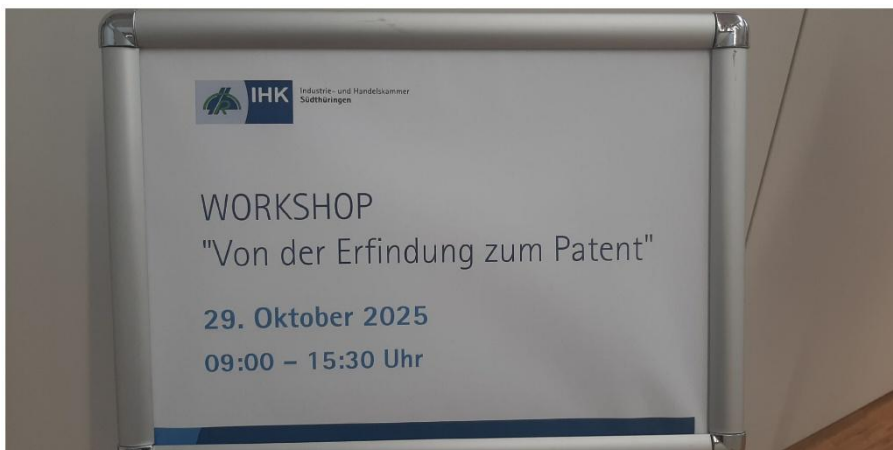 IHK
Industrie- und Handelskammer
Südthüringen
WORKSHOP
"Von der Erfindung zum Patent"
29. Oktober 2025
09:00 – 15:30 Uhr